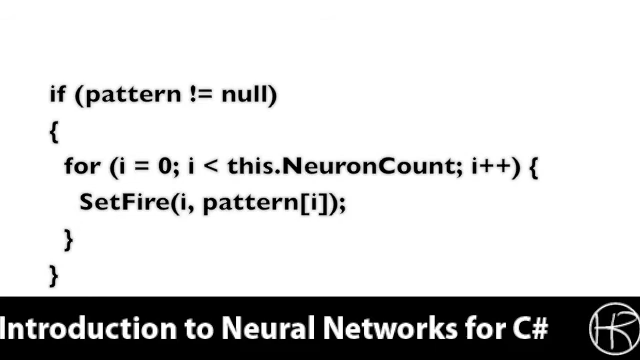 if (pattern != null)
{
for (i = 0; i < this.NeuronCount; i++) {
SetFire(i, pattern[i]);
}
}
Introduction to Neural Networks for C#